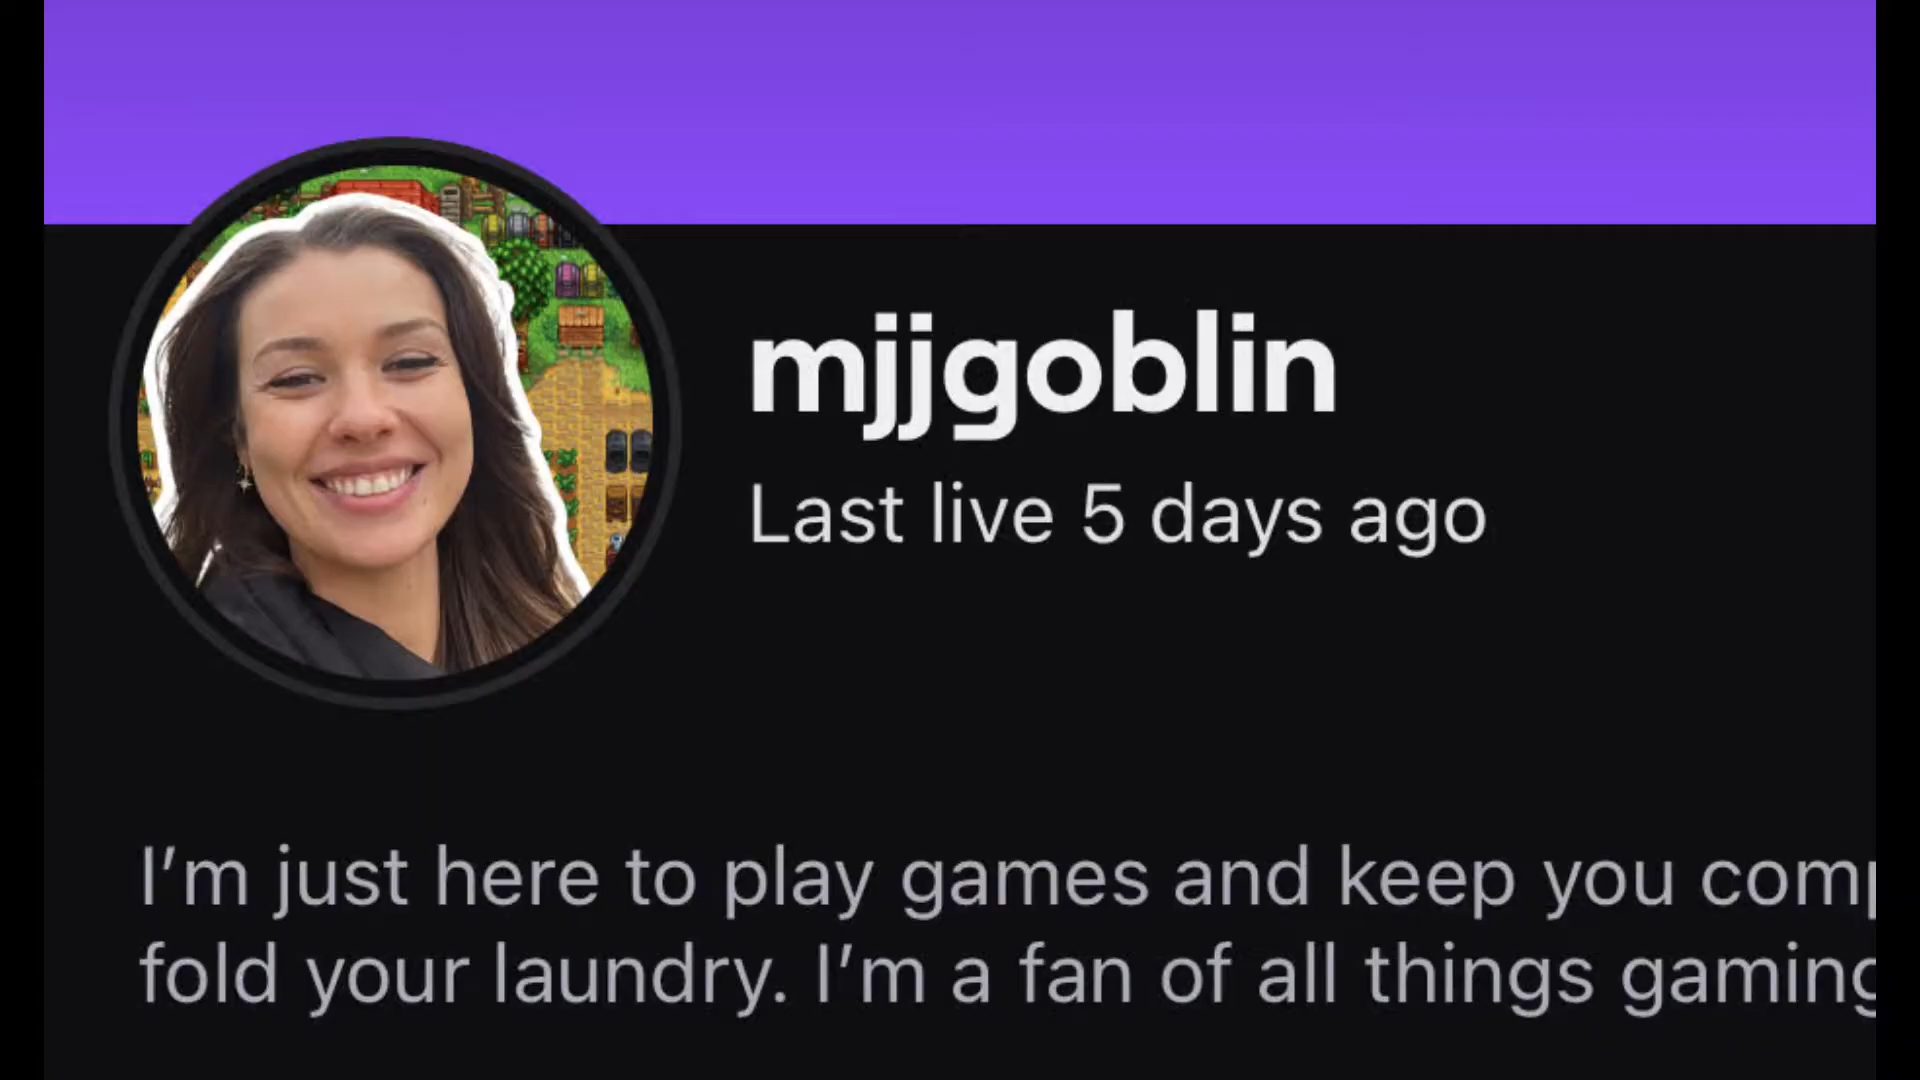 mjjgoblin
Last live 5 days ago
I’m just here to play games and keep you
fold your laundry. I’m a fan of all things gaming